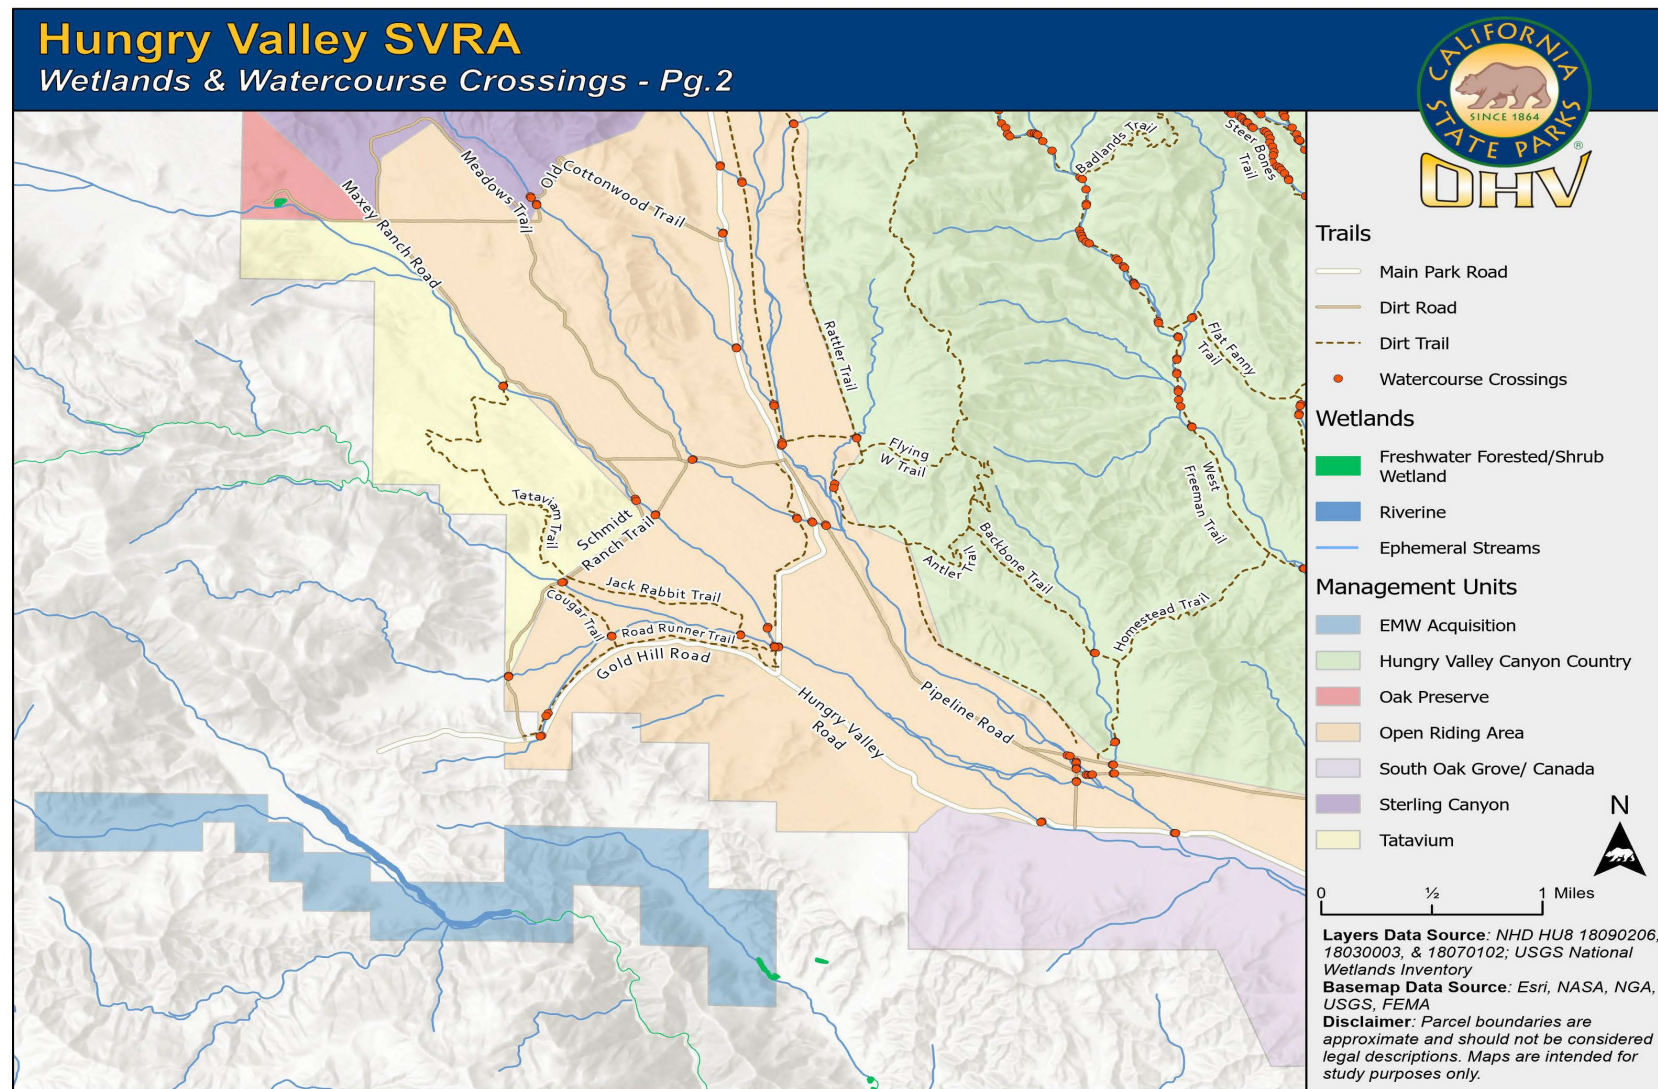 Hungry Valley SVRA
Wetlands & Watercourse Crossings - Pg.2
CALIFORNIA
STATE PARKS
SINCE 1864
®
OHV
Badlands Trail
Steer Bones
Trail
Old
Cottonwood Trail
Meadows Trail
Maxey Ranch Road
Rattler Trail
Flat Fanny
Trail
Flying
W Trail
West
Freeman Trail
Tataviam
Trail
Schmidt
Ranch Trail
Backbone Trail
Antler
Trail
Jack Rabbit Trail
Cougar Trail
Road Runner Trail
Homestead Trail
Gold Hill Road
Pipeline Road
Hungry Valley
Road
Trails
Main Park Road
Dirt Road
Dirt Trail
Watercourse Crossings
Wetlands
Freshwater Forested/Shrub
Wetland
Riverine
Ephemeral Streams
Management Units
EMW Acquisition
Hungry Valley Canyon Country
Oak Preserve
Open Riding Area
South Oak Grove/ Canada
Sterling Canyon
Tatavium
N
0 ½ 1 Miles
Layers Data Source: NHD HU8 18090206,
18030003, & 18070102; USGS National
Wetlands Inventory
Basemap Data Source: Esri, NASA, NGA,
USGS, FEMA
Disclaimer: Parcel boundaries are
approximate and should not be considered
legal descriptions. Maps are intended for
study purposes only.